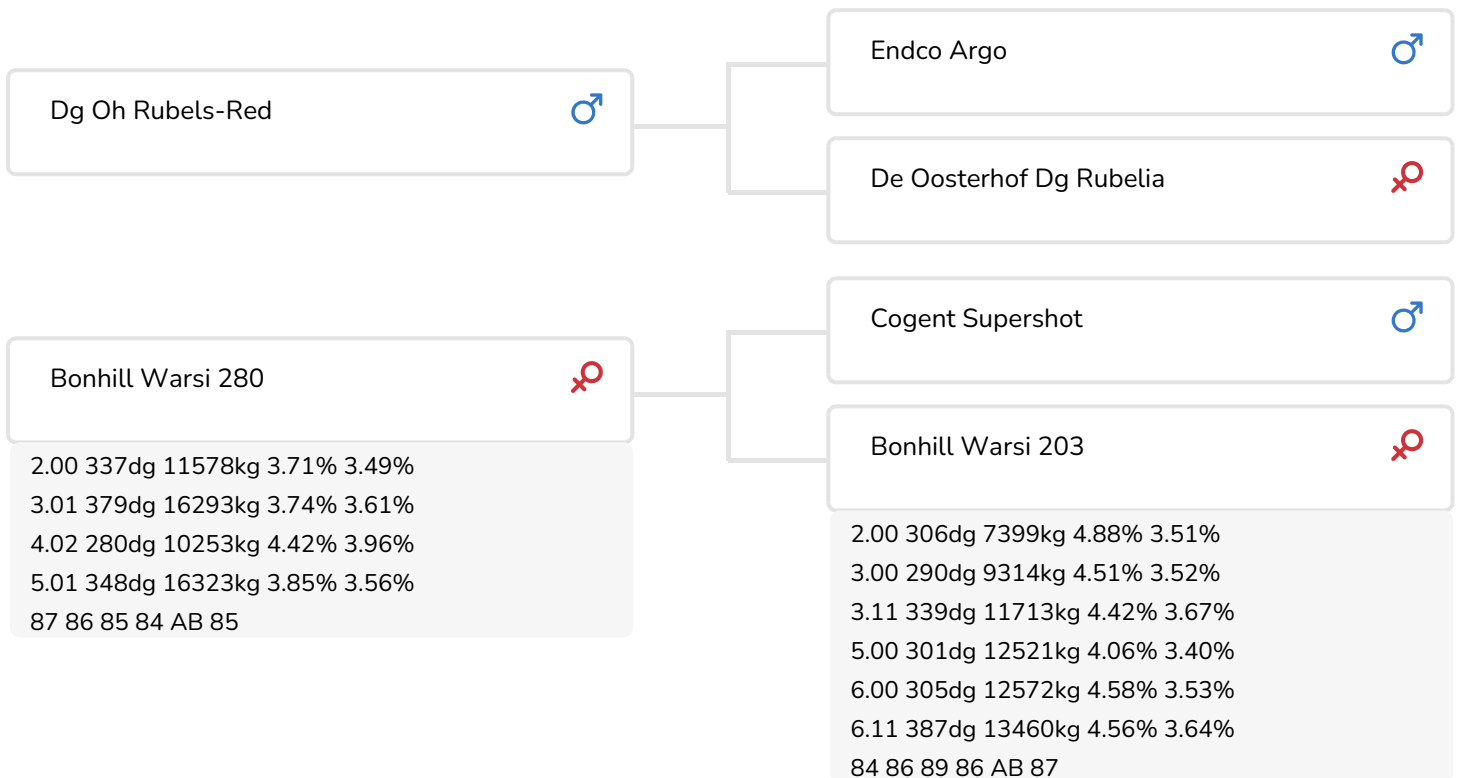 Dg Oh Rubels-Red
Endco Argo
De Oosterhof Dg Rubelia
Bonhill Warsi 280
2.00 337dg 11578kg 3.71% 3.49%
3.01 379dg 16293kg 3.74% 3.61%
4.02 280dg 10253kg 4.42% 3.96%
5.01 348dg 16323kg 3.85% 3.56%
87 86 85 84 AB 85
Cogent Supershot
Bonhill Warsi 203
2.00 306dg 7399kg 4.88% 3.51%
3.00 290dg 9314kg 4.51% 3.52%
3.11 339dg 11713kg 4.42% 3.67%
5.00 301dg 12521kg 4.06% 3.40%
6.00 305dg 12572kg 4.58% 3.53%
6.11 387dg 13460kg 4.56% 3.64%
84 86 89 86 AB 87